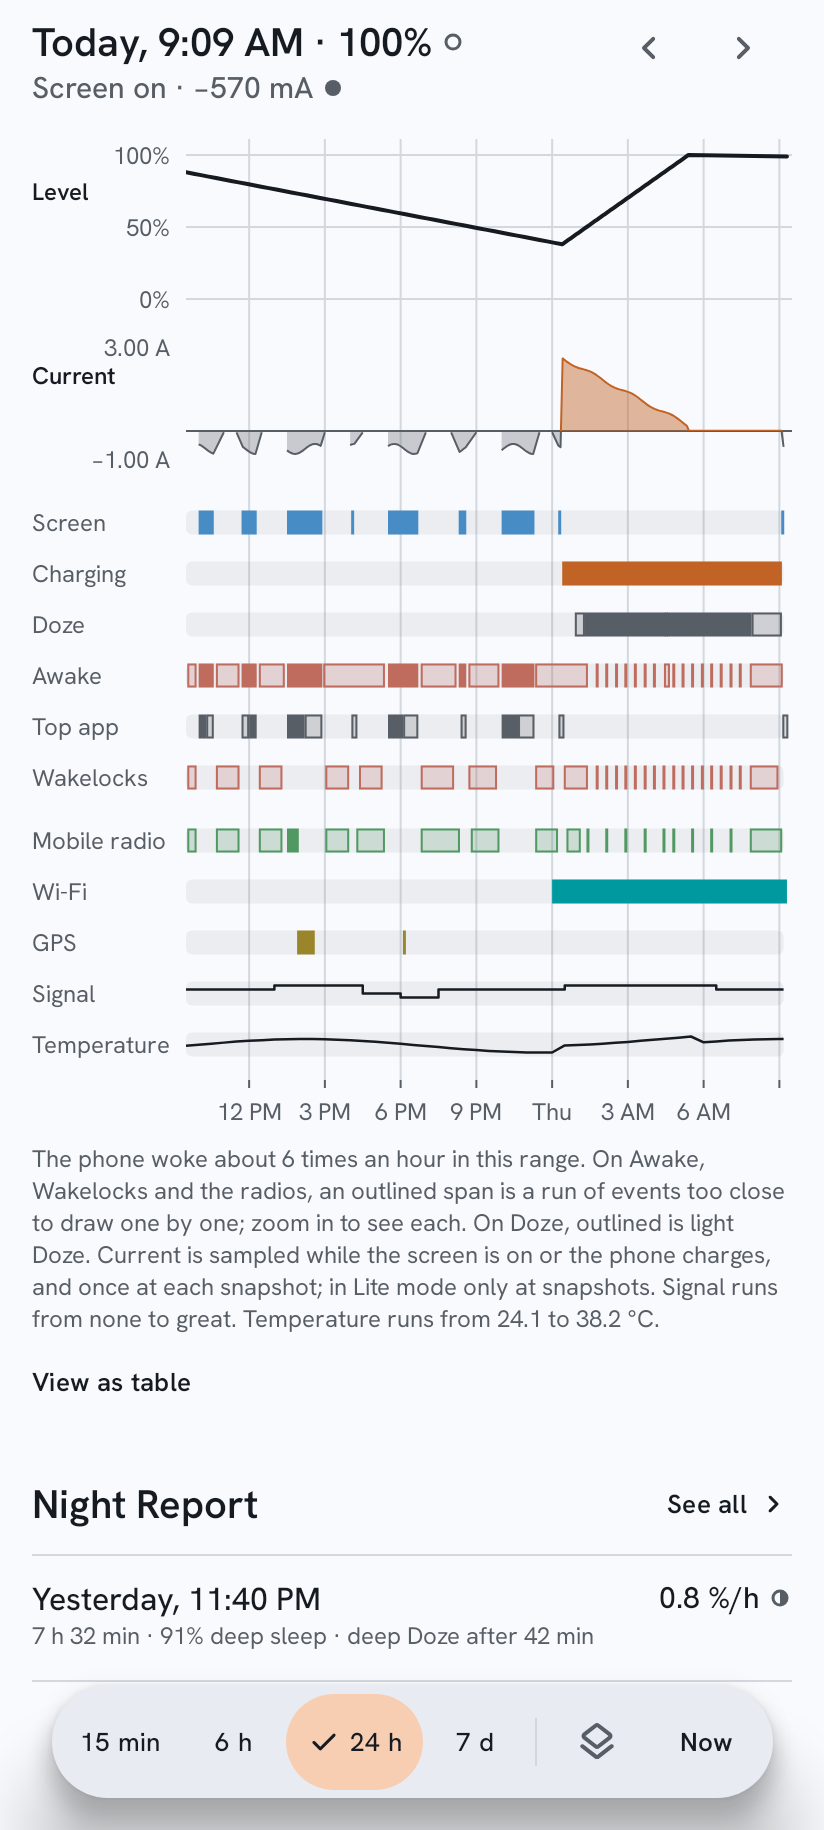 Today, 9:09 AM · 100%
Screen on · −570 mA
100%
Level
50%
0%
3.00 A
Current
−1.00 A
Screen
Charging
Doze
Awake
Top app
Wakelocks
Mobile radio
Wi-Fi
GPS
Signal
Temperature
12 PM 3 PM 6 PM 9 PM Thu 3 AM 6 AM
The phone woke about 6 times an hour in this range. On Awake,
Wakelocks and the radios, an outlined span is a run of events too close
to draw one by one; zoom in to see each. On Doze, outlined is light
Doze. Current is sampled while the screen is on or the phone charges,
and once at each snapshot; in Lite mode only at snapshots. Signal runs
from none to great. Temperature runs from 24.1 to 38.2 °C.
View as table
Night Report
See all
Yesterday, 11:40 PM
0.8 %/h
7 h 32 min · 91% deep sleep · deep Doze after 42 min
15 min 6 h 24 h 7 d Now